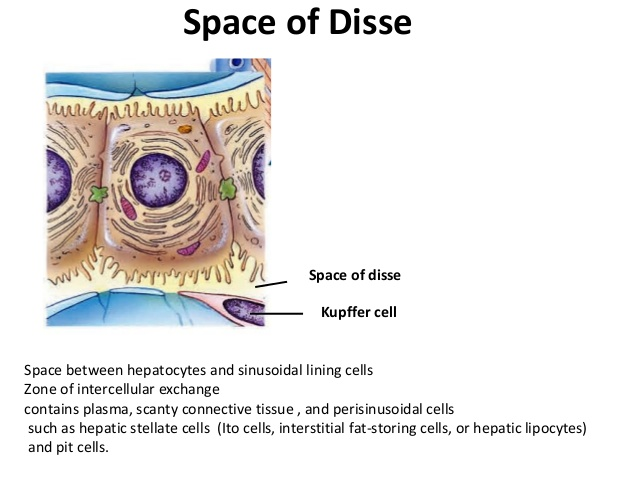 Space of Disse
Space of disse
Kupffer cell
Space between hepatocytes and sinusoidal lining cells
Zone of intercellular exchange
contains plasma, scanty connective tissue , and perisinusoidal cells
such as hepatic stellate cells (Ito cells, interstitial fat-storing cells, or hepatic lipocytes)
and pit cells.